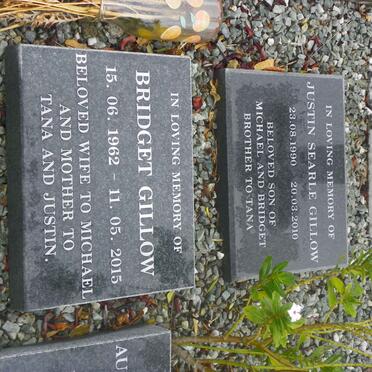 IN LOVING MEMORY OF
BRIDGET GILLOW
15. 06. 1962 - 11. 05. 2015
BELOVED WIFE TO MICHAEL
AND MOTHER TO
TANA AND JUSTIN.
IN LOVING MEMORY OF
JUSTIN SEARLE GILLOW
23.08.1990 - 20.03.2010
BELOVED SON OF
MICHAEL AND BRIDGET
BROTHER TO TANA
AU